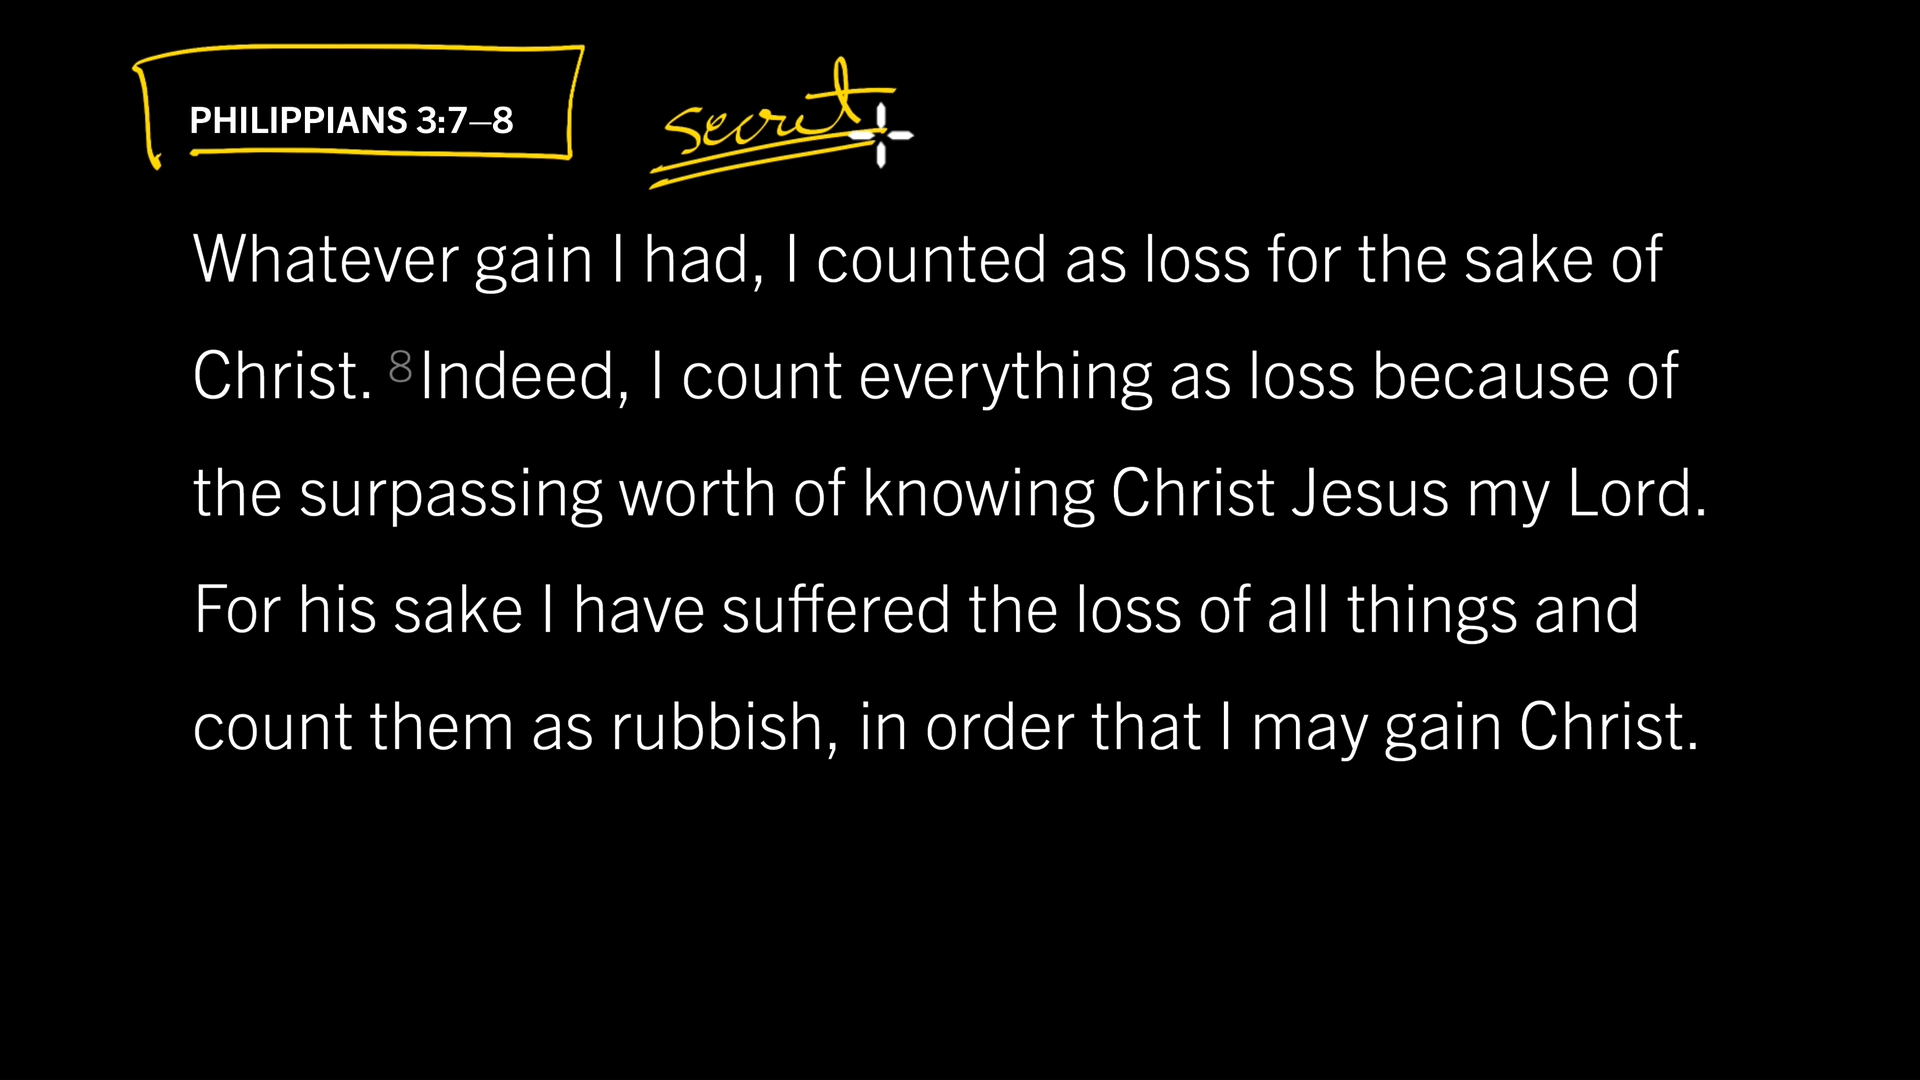 PHILIPPIANS 3:7–8
secret
Whatever gain I had, I counted as loss for the sake of
Christ. 8 Indeed, I count everything as loss because of
the surpassing worth of knowing Christ Jesus my Lord.
For his sake I have suffered the loss of all things and
count them as rubbish, in order that I may gain Christ.